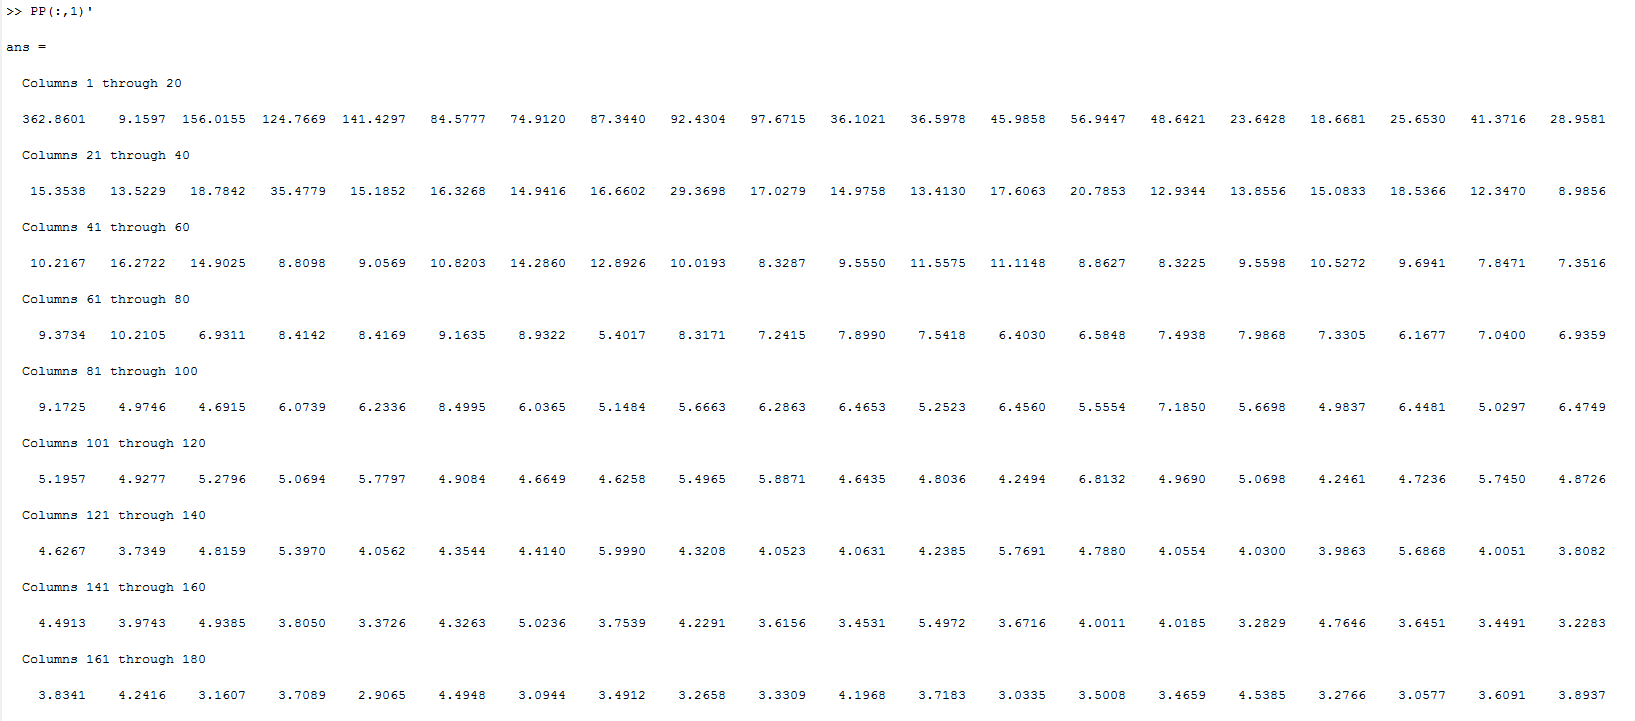 >> PP(:,1)'
ans =
Columns 1 through 20
362.8601 9.1597 156.0155 124.7669 141.4297 84.5777 74.9120 87.3440 92.4304 97.6715 36.1021 36.5978 45.9858 56.9447 48.6421 23.6428 18.6681 25.6530 41.3716 28.9581
Columns 21 through 40
15.3538 13.5229 18.7842 35.4779 15.1852 16.3268 14.9416 16.6602 29.3698 17.0279 14.9758 13.4130 17.6063 20.7853 12.9344 13.8556 15.0833 18.5366 12.3470 8.9856
Columns 41 through 60
10.2167 16.2722 14.9025 8.8098 9.0569 10.8203 14.2860 12.8926 10.0193 8.3287 9.5550 11.5575 11.1148 8.8627 8.3225 9.5598 10.5272 9.6941 7.8471 7.3516
Columns 61 through 80
9.3734 10.2105 6.9311 8.4142 8.4169 9.1635 8.9322 5.4017 8.3171 7.2415 7.8990 7.5418 6.4030 6.5848 7.4938 7.9868 7.3305 6.1677 7.0400 6.9359
Columns 81 through 100
9.1725 4.9746 4.6915 6.0739 6.2336 8.4995 6.0365 5.1484 5.6663 6.2863 6.4653 5.2523 6.4560 5.5554 7.1850 5.6698 4.9837 6.4481 5.0297 6.4749
Columns 101 through 120
5.1957 4.9277 5.2796 5.0694 5.7797 4.9084 4.6649 4.6258 5.4965 5.8871 4.6435 4.8036 4.2494 6.8132 4.9690 5.0698 4.2461 4.7236 5.7450 4.8726
Columns 121 through 140
4.6267 3.7349 4.8159 5.3970 4.0562 4.3544 4.4140 5.9990 4.3208 4.0523 4.0631 4.2385 5.7691 4.7880 4.0554 4.0300 3.9863 5.6868 4.0051 3.8082
Columns 141 through 160
4.4913 3.9743 4.9385 3.8050 3.3726 4.3263 5.0236 3.7539 4.2291 3.6156 3.4531 5.4972 3.6716 4.0011 4.0185 3.2829 4.7646 3.6451 3.4491 3.2283
Columns 161 through 180
3.8341 4.2416 3.1607 3.7089 2.9065 4.4948 3.0944 3.4912 3.2658 3.3309 4.1968 3.7183 3.0335 3.5008 3.4659 4.5385 3.2766 3.0577 3.6091 3.8937